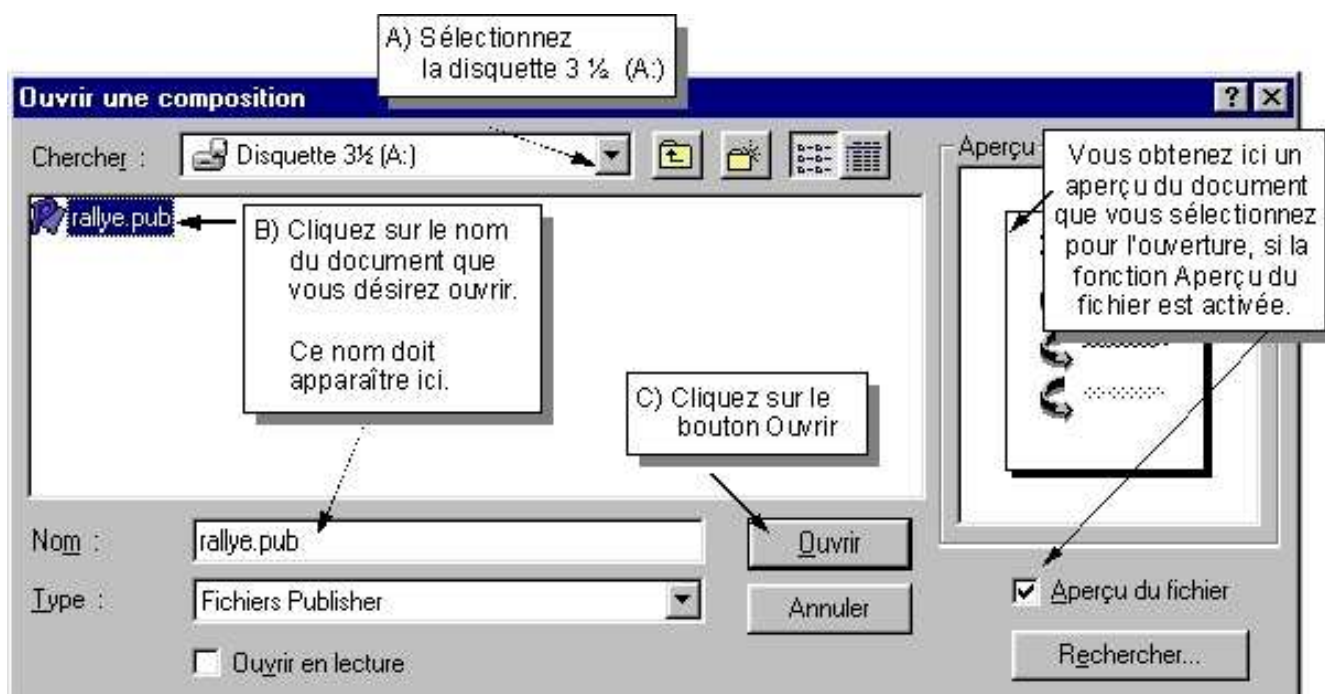 A) Sélectionnez
la disquette 3 ½ (A:)
Ouvrir une composition
Chercher :
Disquette 3½ (A:)
Aperçu
Vous obtenez ici un
aperçu du document
que vous sélectionnez
pour l'ouverture, si la
fonction Aperçu du
fichier est activée.
rallye.pub
B) Cliquez sur le nom
du document que
vous désirez ouvrir.
Ce nom doit
apparaître ici.
C) Cliquez sur le
bouton Ouvrir
Nom :
rallye.pub
Ouvrir
Type :
Fichiers Publisher
Annuler
Aperçu du fichier
Ouvrir en lecture
Rechercher...